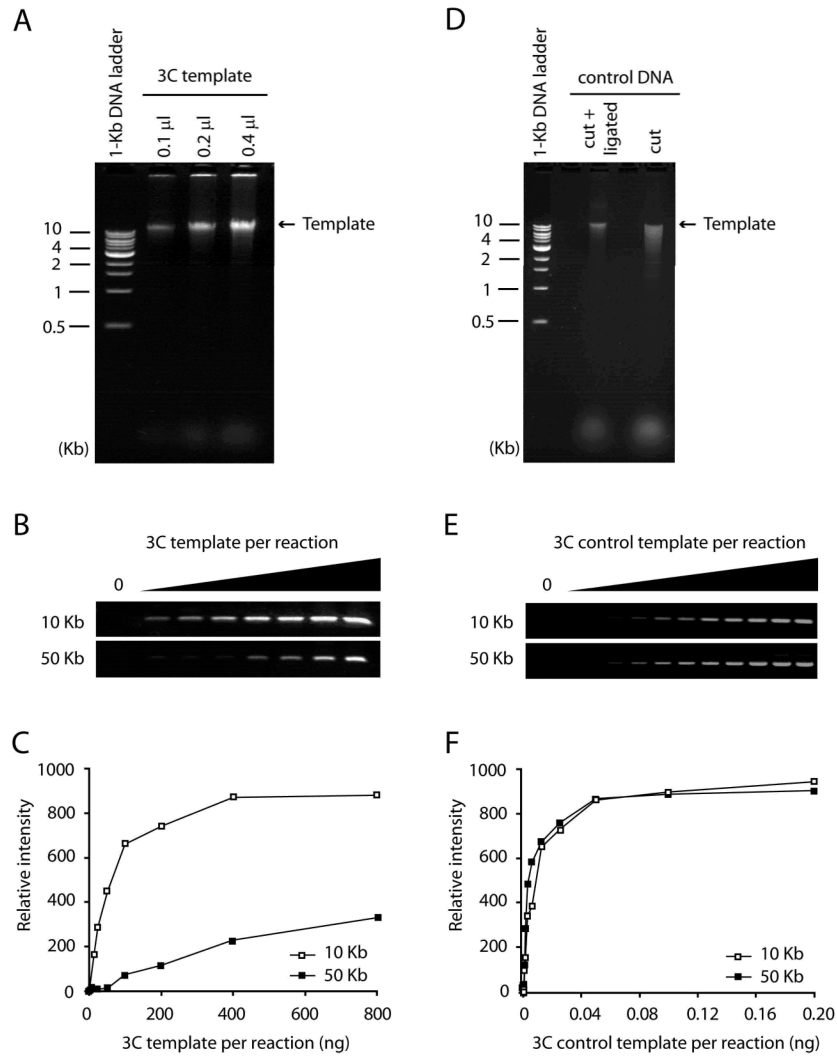 A
1-Kb DNA ladder
3C template
0.1 µl
0.2 µl
0.4 µl
10
4
2
1
0.5
(Kb)
← Template
D
1-Kb DNA ladder
control DNA
cut +
ligated
cut
10
4
2
1
0.5
(Kb)
← Template
B
3C template per reaction
0
10 Kb
50 Kb
E
3C control template per reaction
0
10 Kb
50 Kb
C
Relative intensity
1000
800
600
400
200
0
0 200 400 600 800
10 Kb
50 Kb
3C template per reaction (ng)
F
Relative intensity
1000
800
600
400
200
0
0 0.04 0.08 0.12 0.16 0.20
10 Kb
50 Kb
3C control template per reaction (ng)